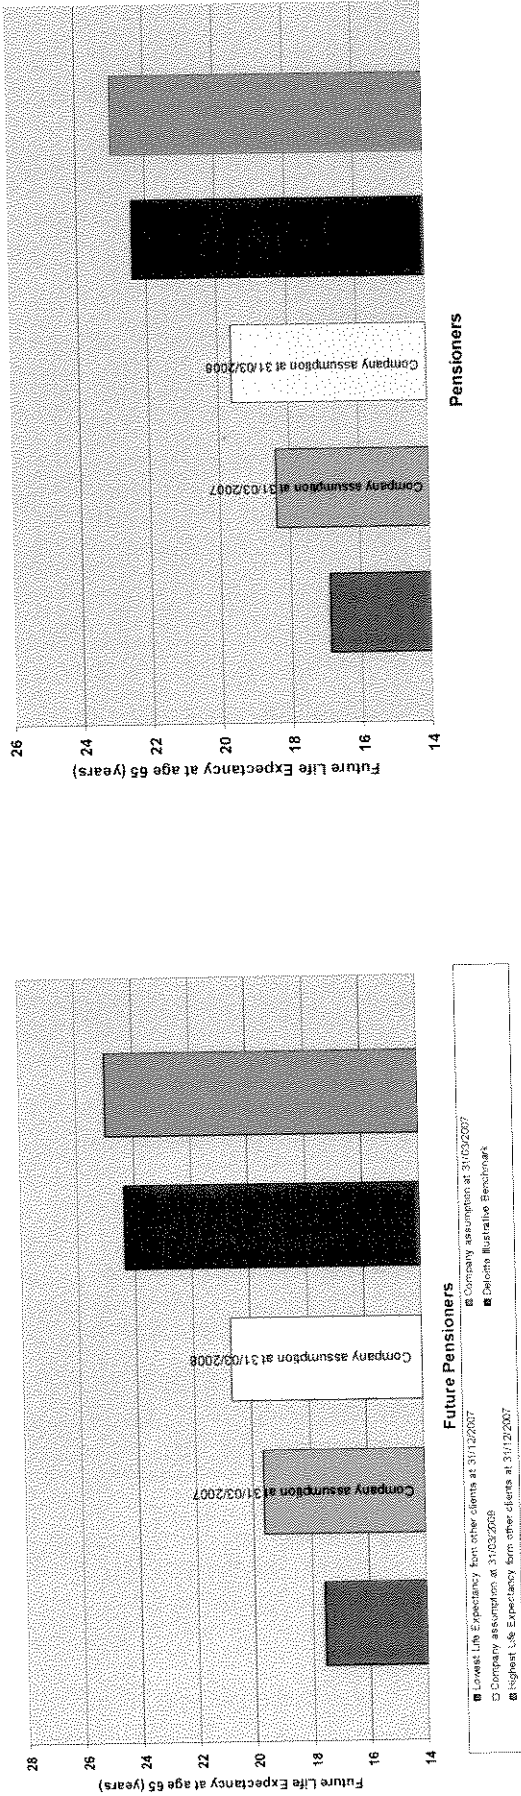 26
24
22
20
18
16
14
Future Life Expectancy at age 65 (years)
Company assumption at 31/03/2007
Company assumption at 31/03/2008
Pensioners
28
26
24
22
20
18
16
14
Future Life Expectancy at age 65 (years)
Company assumption at 31/03/2007
Company assumption at 31/03/2008
Future Pensioners
Lowest Life Expectancy from other clients at 31/12/2007
Company assumption at 31/03/2007
Company assumption at 31/03/2008
Deloitte Illustrative Benchmark
Highest Life Expectancy form other clients at 31/12/2007